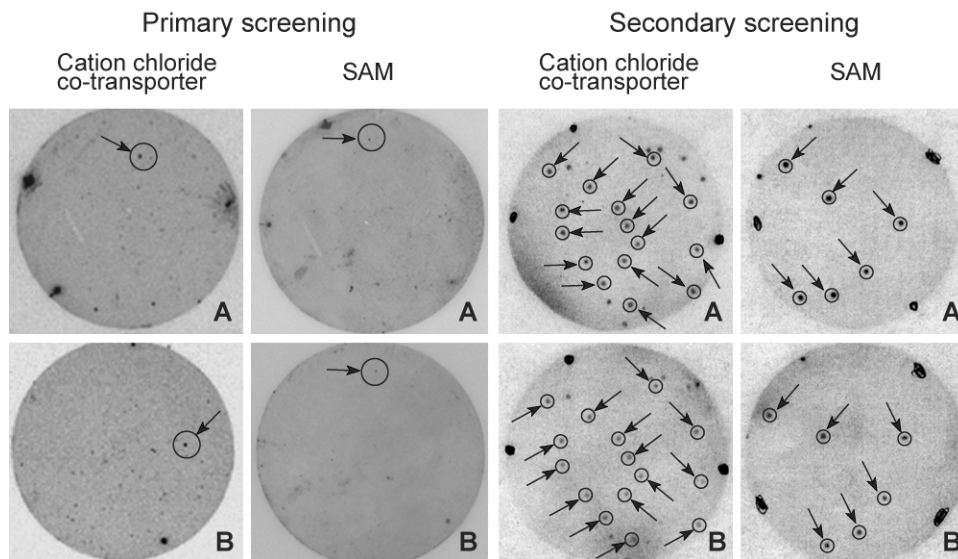 Primary screening
Secondary screening
Cation chloride
co-transporter
SAM
Cation chloride
co-transporter
SAM
A
A
A
A
B
B
B
B